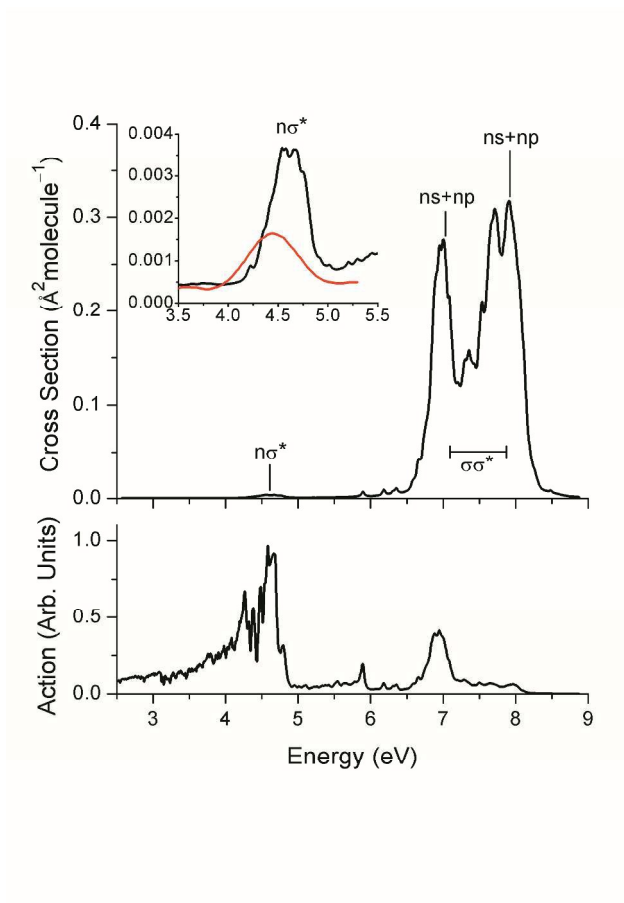 0.4
0.3
0.2
0.1
0.0
Cross Section (Å²molecule⁻¹)
0.004
0.003
0.002
0.001
0.000
3.5 4.0 4.5 5.0 5.5
nσ*
ns+np
ns+np
nσ*
σσ*
1.0
0.5
0.0
Action (Arb. Units)
3 4 5 6 7 8 9
Energy (eV)